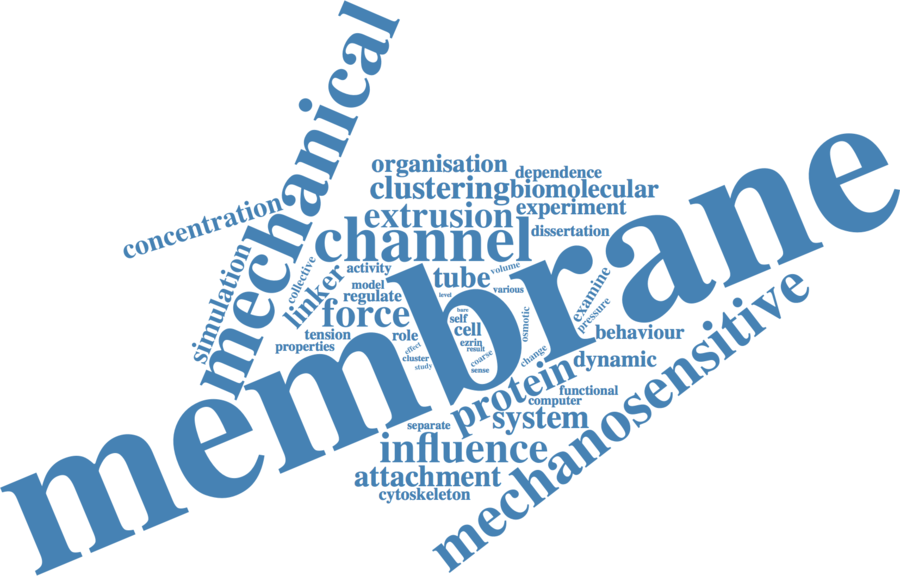 mechanical
organisation
dependence
clustering
biomolecular
concentration
extrusion
experiment
channel
dissertation
membrane
simulation
collective
activity
tube
volume
linker
model
various
examine
regulate
level
pressure
force
bare
self
osmotic
tension
role
cell
behaviour
properties
effect
ezrin
result
change
cluster
coarse
dynamic
study
sense
protein
functional
computer
mechanosensitive
system
separate
influence
attachment
cytoskeleton